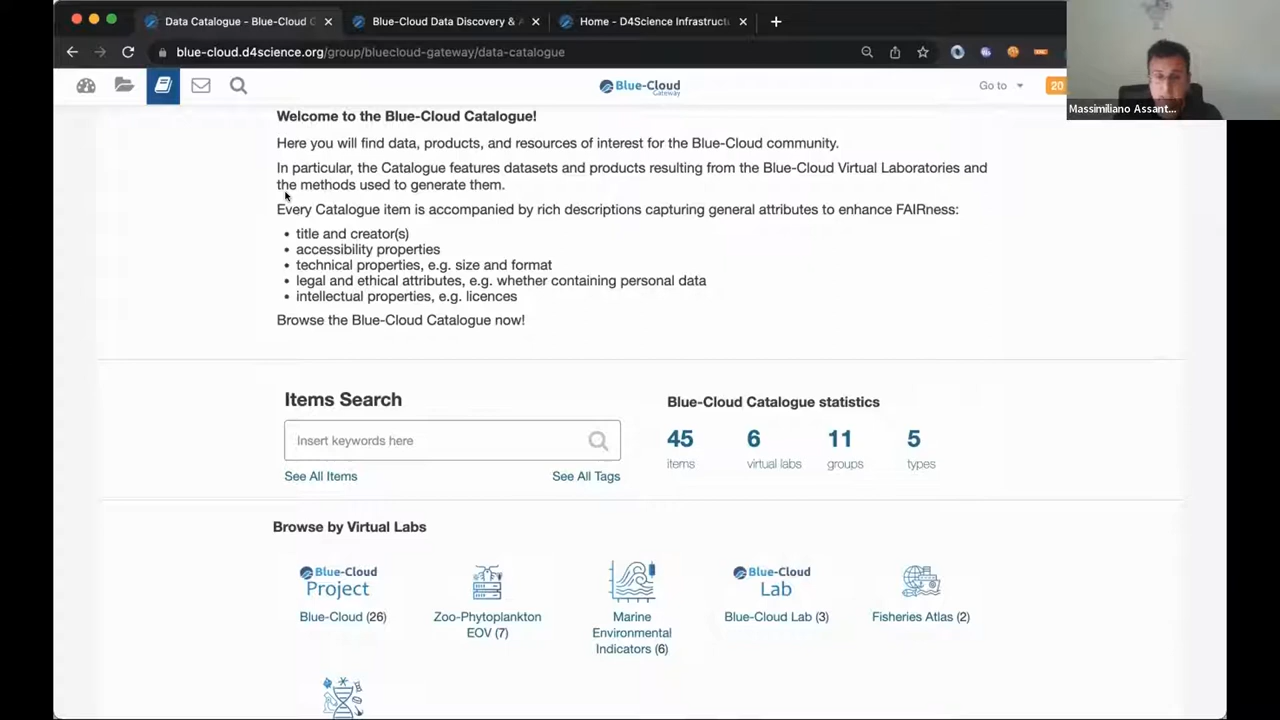 Data Catalogue - Blue-Cloud G
Blue-Cloud Data Discovery & A
Home - D4Science Infrastruct
blue-cloud.d4science.org/group/bluecloud-gateway/data-catalogue
Blue-Cloud
Gateway
Go to
20
Massimiliano Assant...
Welcome to the Blue-Cloud Catalogue!
Here you will find data, products, and resources of interest for the Blue-Cloud community.
In particular, the Catalogue features datasets and products resulting from the Blue-Cloud Virtual Laboratories and
the methods used to generate them.
Every Catalogue item is accompanied by rich descriptions capturing general attributes to enhance FAIRness:
• title and creator(s)
• accessibility properties
• technical properties, e.g. size and format
• legal and ethical attributes, e.g. whether containing personal data
• intellectual properties, e.g. licences
Browse the Blue-Cloud Catalogue now!
Items Search
Insert keywords here
See All Items
See All Tags
Blue-Cloud Catalogue statistics
45 6 11 5
items virtual labs groups types
Browse by Virtual Labs
Blue-Cloud
Project
Blue-Cloud (26)
Zoo-Phytoplankton
EOV (7)
Marine
Environmental
Indicators (6)
Blue-Cloud
Lab
Blue-Cloud Lab (3)
Fisheries Atlas (2)